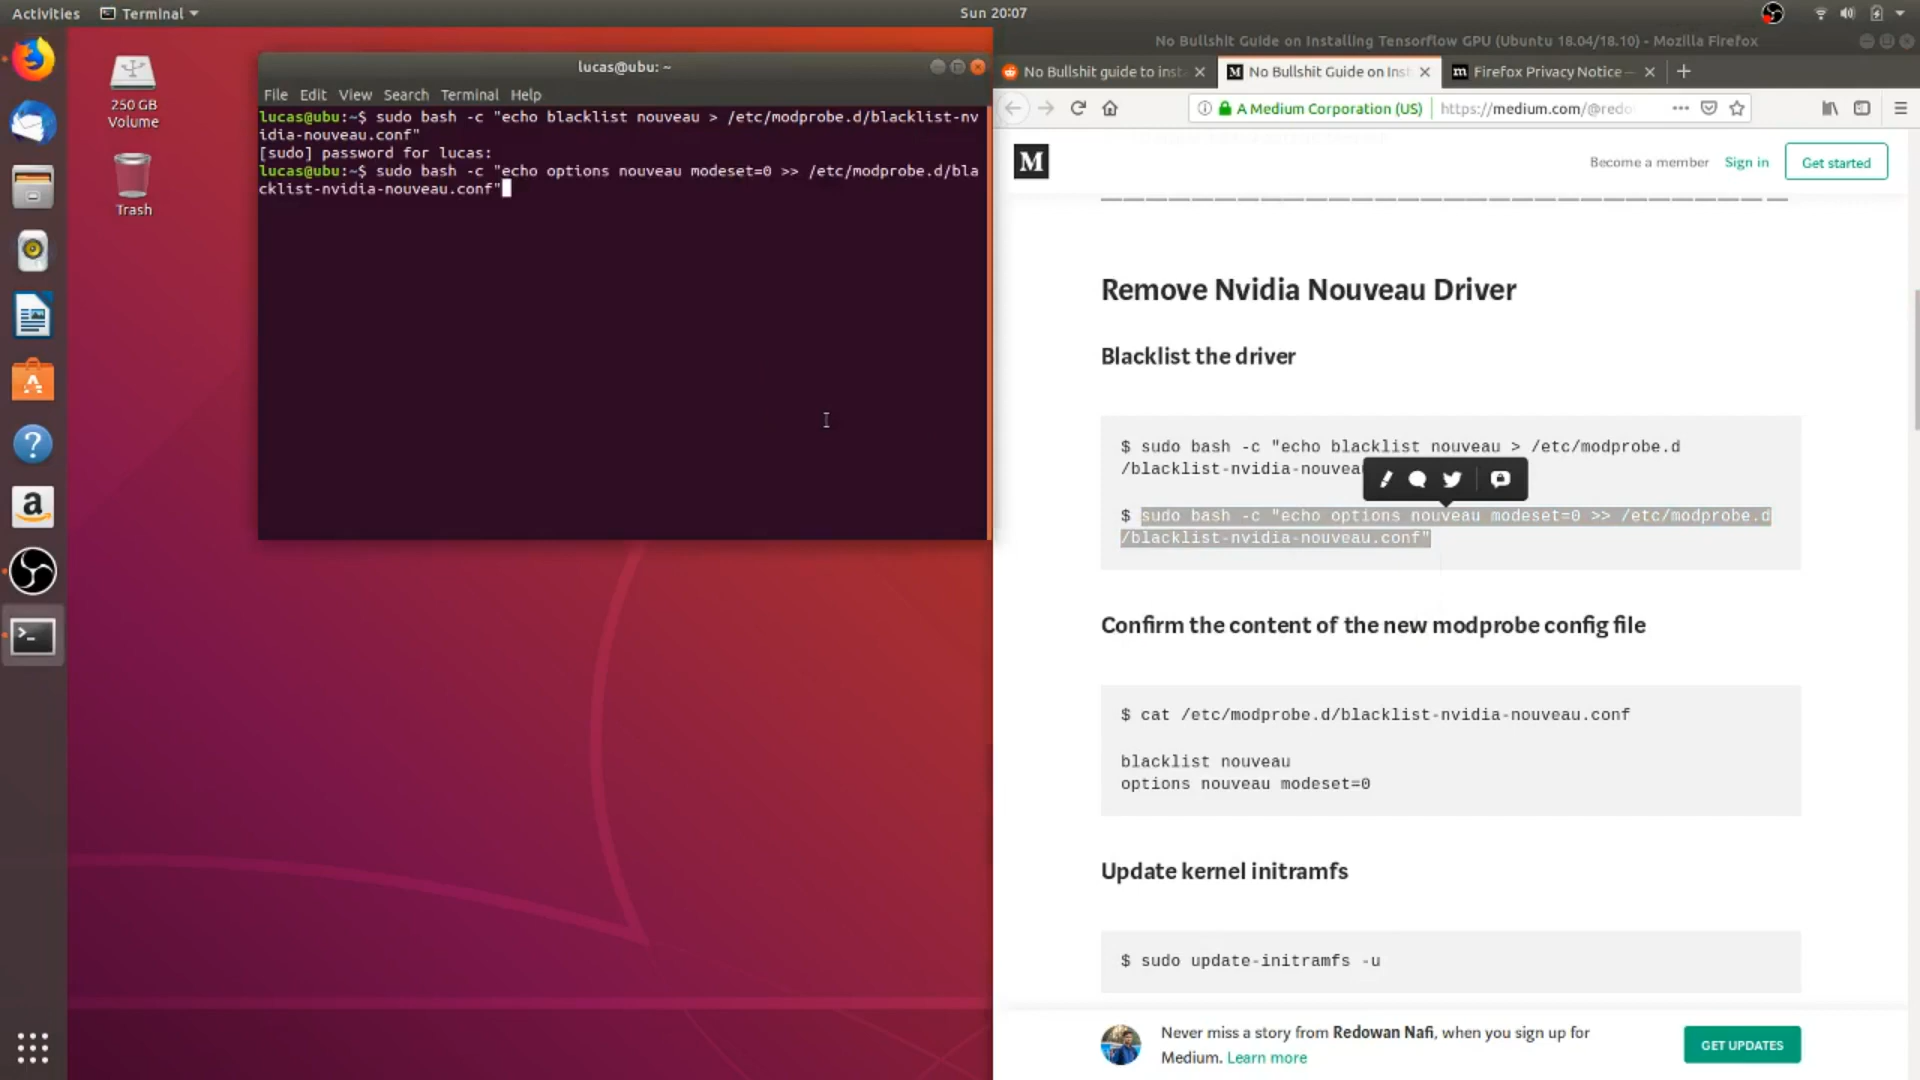 Activities
Terminal
Sun 20:07
250 GB
Volume
Trash
lucas@ubu: ~
File Edit View Search Terminal Help
lucas@ubu:~$ sudo bash -c "echo blacklist nouveau > /etc/modprobe.d/blacklist-nv
idia-nouveau.conf"
[sudo] password for lucas:
lucas@ubu:~$ sudo bash -c "echo options nouveau modeset=0 >> /etc/modprobe.d/bla
cklist-nvidia-nouveau.conf"
No Bullshit Guide on Installing Tensorflow GPU (Ubuntu 18.04/18.10) - Mozilla Firefox
No Bullshit guide to inst
No Bullshit Guide on Inst
Firefox Privacy Notice —
A Medium Corporation (US)
https://medium.com/@redo
M
Become a member
Sign in
Get started
Remove Nvidia Nouveau Driver
Blacklist the driver
$ sudo bash -c "echo blacklist nouveau > /etc/modprobe.d
/blacklist-nvidia-nouveau
$ sudo bash -c "echo options nouveau modeset=0 >> /etc/modprobe.d
/blacklist-nvidia-nouveau.conf"
Confirm the content of the new modprobe config file
$ cat /etc/modprobe.d/blacklist-nvidia-nouveau.conf
blacklist nouveau
options nouveau modeset=0
Update kernel initramfs
$ sudo update-initramfs -u
Never miss a story from Redowan Nafi, when you sign up for
Medium. Learn more
GET UPDATES